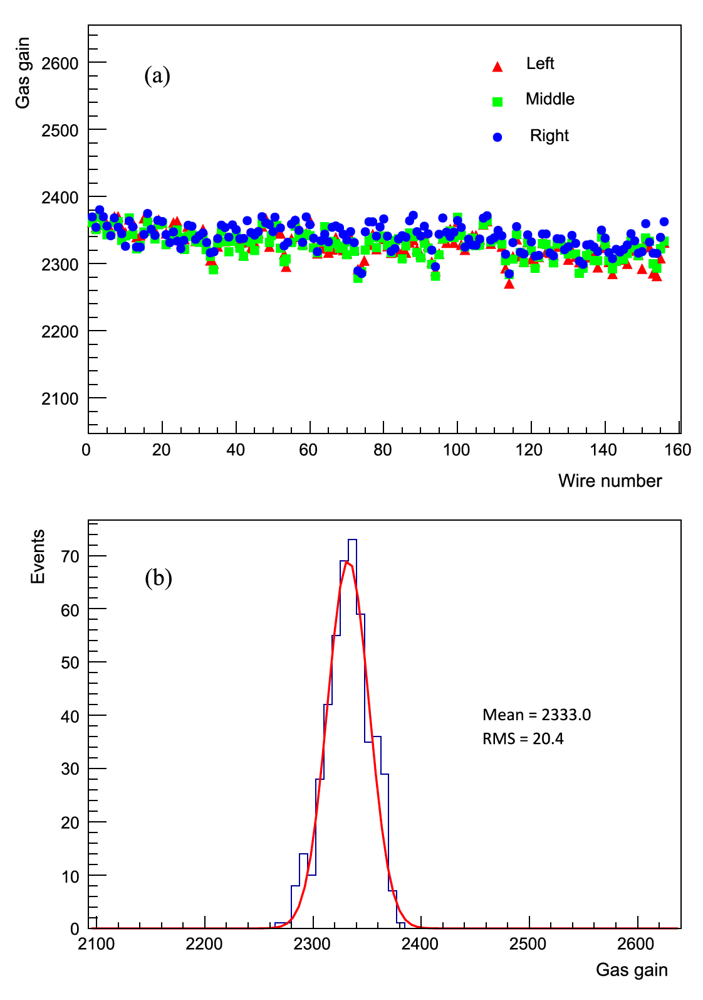 Gas gain
(a)
Left
Middle
Right
2600
2500
2400
2300
2200
2100
0 20 40 60 80 100 120 140 160
Wire number
Events
(b)
70
60
50
40
30
20
10
0
Mean = 2333.0
RMS = 20.4
2100 2200 2300 2400 2500 2600
Gas gain